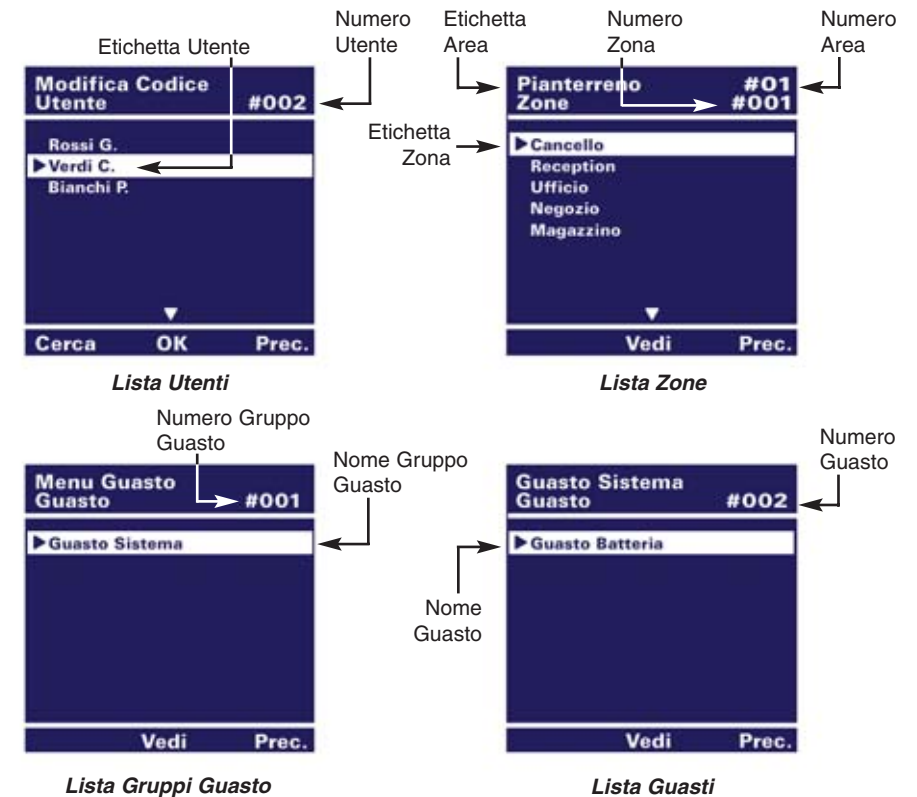 Etichetta Utente
Numero
Utente
Modifica Codice
Utente #002
Rossi G.
Verdi C.
Bianchi P.
Cerca OK Prec.
Lista Utenti
Etichetta
Area
Numero
Zona
Numero
Area
Etichetta
Zona
Pianterreno #01
Zone #001
Cancello
Reception
Ufficio
Negozio
Magazzino
Vedi Prec.
Lista Zone
Numero Gruppo
Guasto
Nome Gruppo
Guasto
Menu Guasto
Guasto #001
Guasto Sistema
Vedi Prec.
Lista Gruppi Guasto
Numero
Guasto
Guasto Sistema
Guasto #002
Guasto Batteria
Nome
Guasto
Vedi Prec.
Lista Guasti